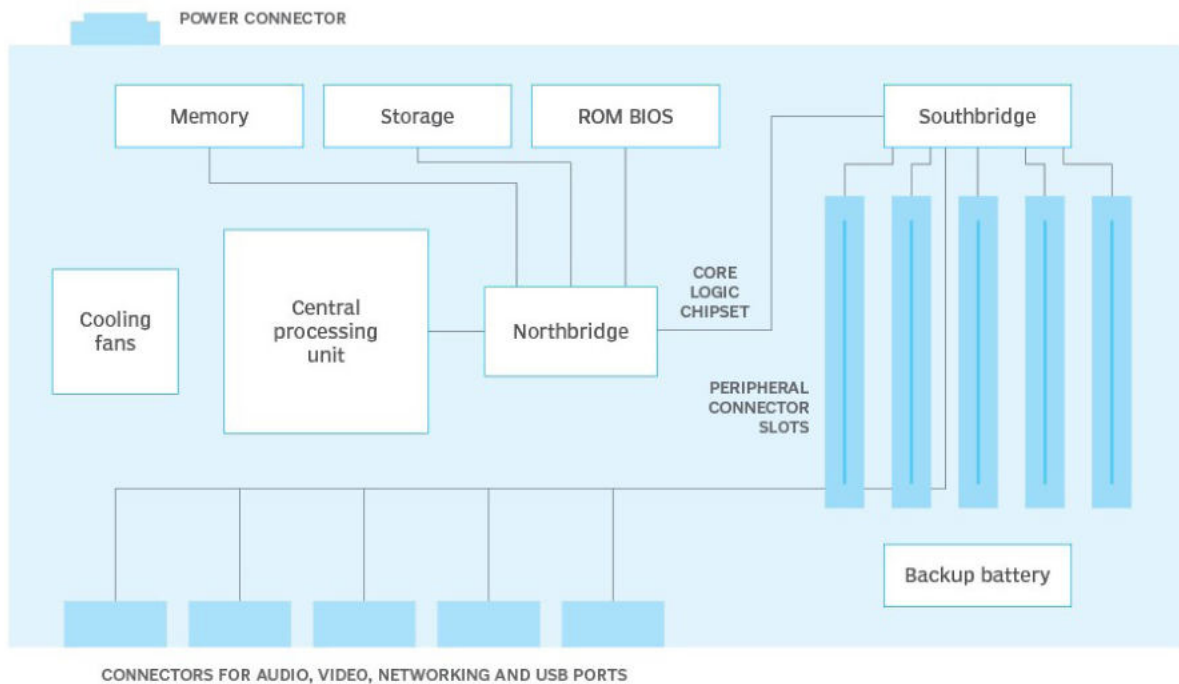 POWER CONNECTOR
Memory
Storage
ROM BIOS
Southbridge
Cooling
fans
Central
processing
unit
Northbridge
CORE
LOGIC
CHIPSET
PERIPHERAL
CONNECTOR
SLOTS
Backup battery
CONNECTORS FOR AUDIO, VIDEO, NETWORKING AND USB PORTS